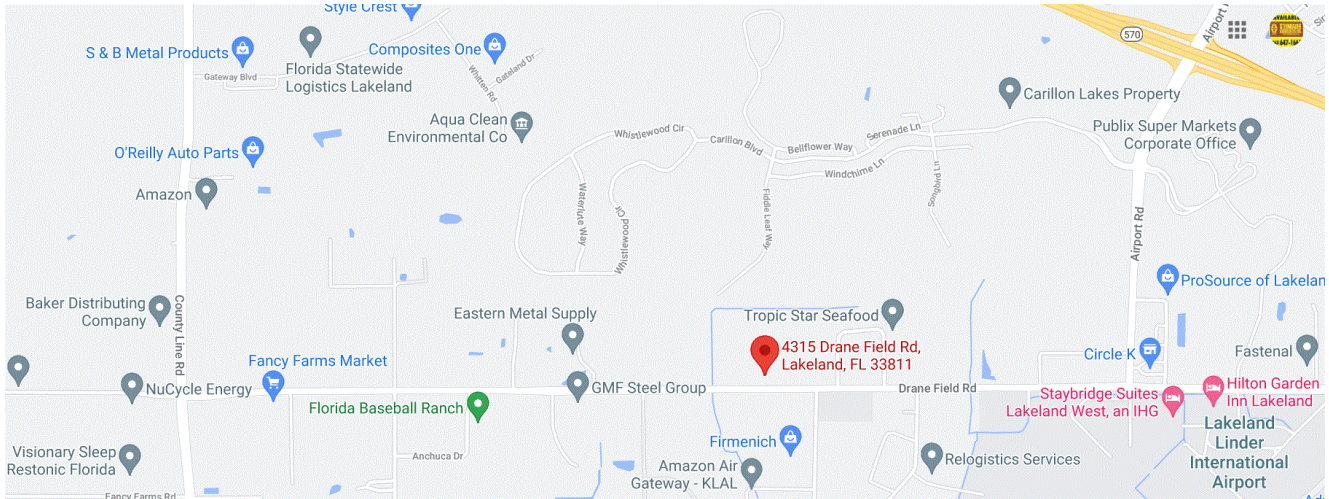 Style Crest
S & B Metal Products
Florida Statewide
Logistics Lakeland
Composites One
Gateway Blvd
Whitten Rd
Gateland Dr
570
Airport R
AVAILABLE
Carillon Lakes Property
Aqua Clean
Environmental Co
Publix Super Markets
Corporate Office
O'Reilly Auto Parts
Amazon
Whistlewood Cir
Carillon Blvd
Bellflower Way
Serenade Ln
Windchime Ln
Songbird Ln
Waterlute Way
Whistlewood Cir
Fiddle Leaf Way
Airport Rd
ProSource of Lakelan
Baker Distributing
Company
County Line Rd
Eastern Metal Supply
Tropic Star Seafood
4315 Drane Field Rd,
Lakeland, FL 33811
Circle K
Fastenal
Fancy Farms Market
NuCycle Energy
GMF Steel Group
Drane Field Rd
Staybridge Suites
Lakeland West, an IHG
Hilton Garden
Inn Lakeland
Florida Baseball Ranch
Lakeland
Linder
International
Airport
Firmenich
Visionary Sleep
Restonic Florida
Anchuca Dr
Amazon Air
Gateway - KLAL
Relogistics Services
Fancy Farms Rd